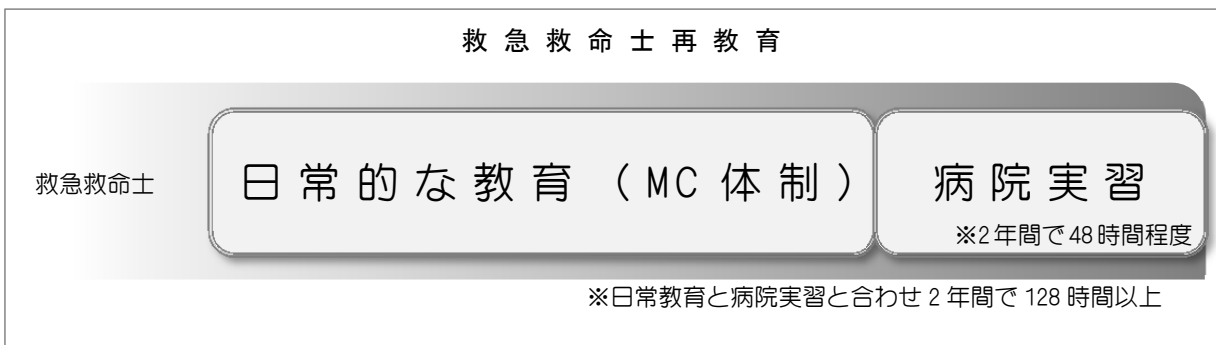 救急救命士再教育
救急救命士
日常的な教育（MC体制）
病院実習
※2年間で48時間程度
※日常教育と病院実習と合わせ2年間で128時間以上